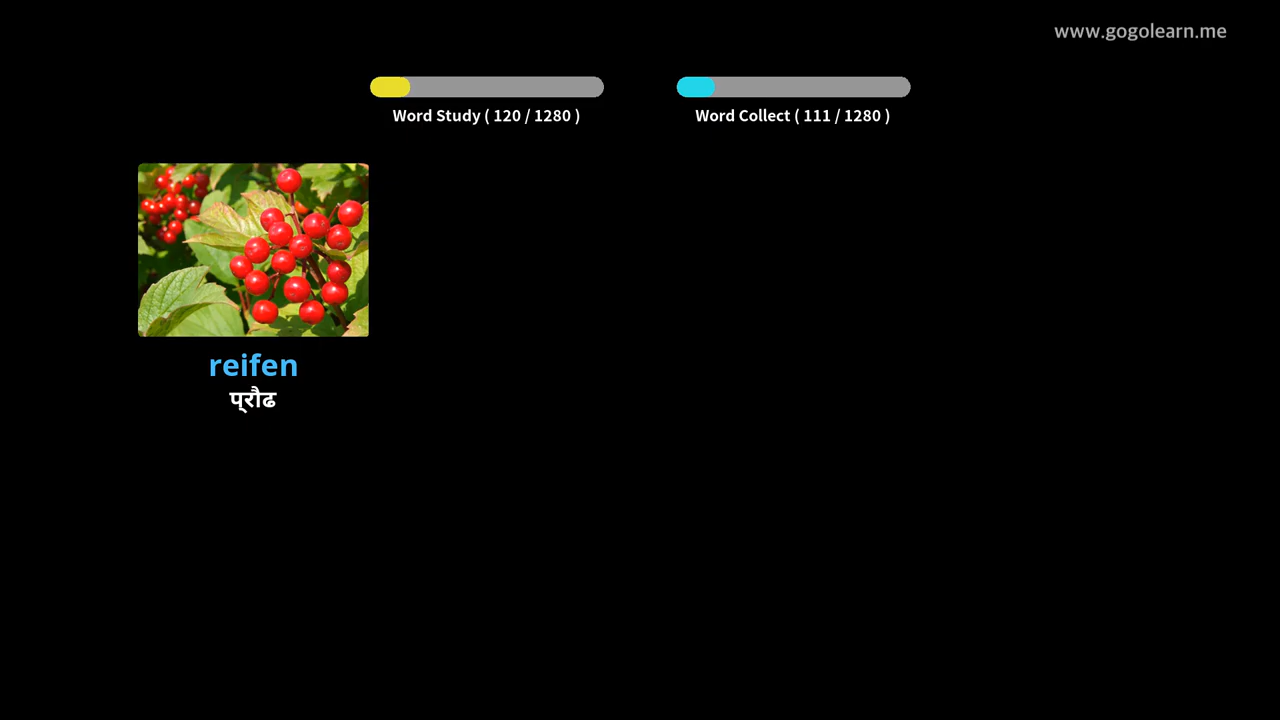 www.gogolearn.me
Word Study ( 120 / 1280 )
Word Collect ( 111 / 1280 )
reifen
प्रौढ